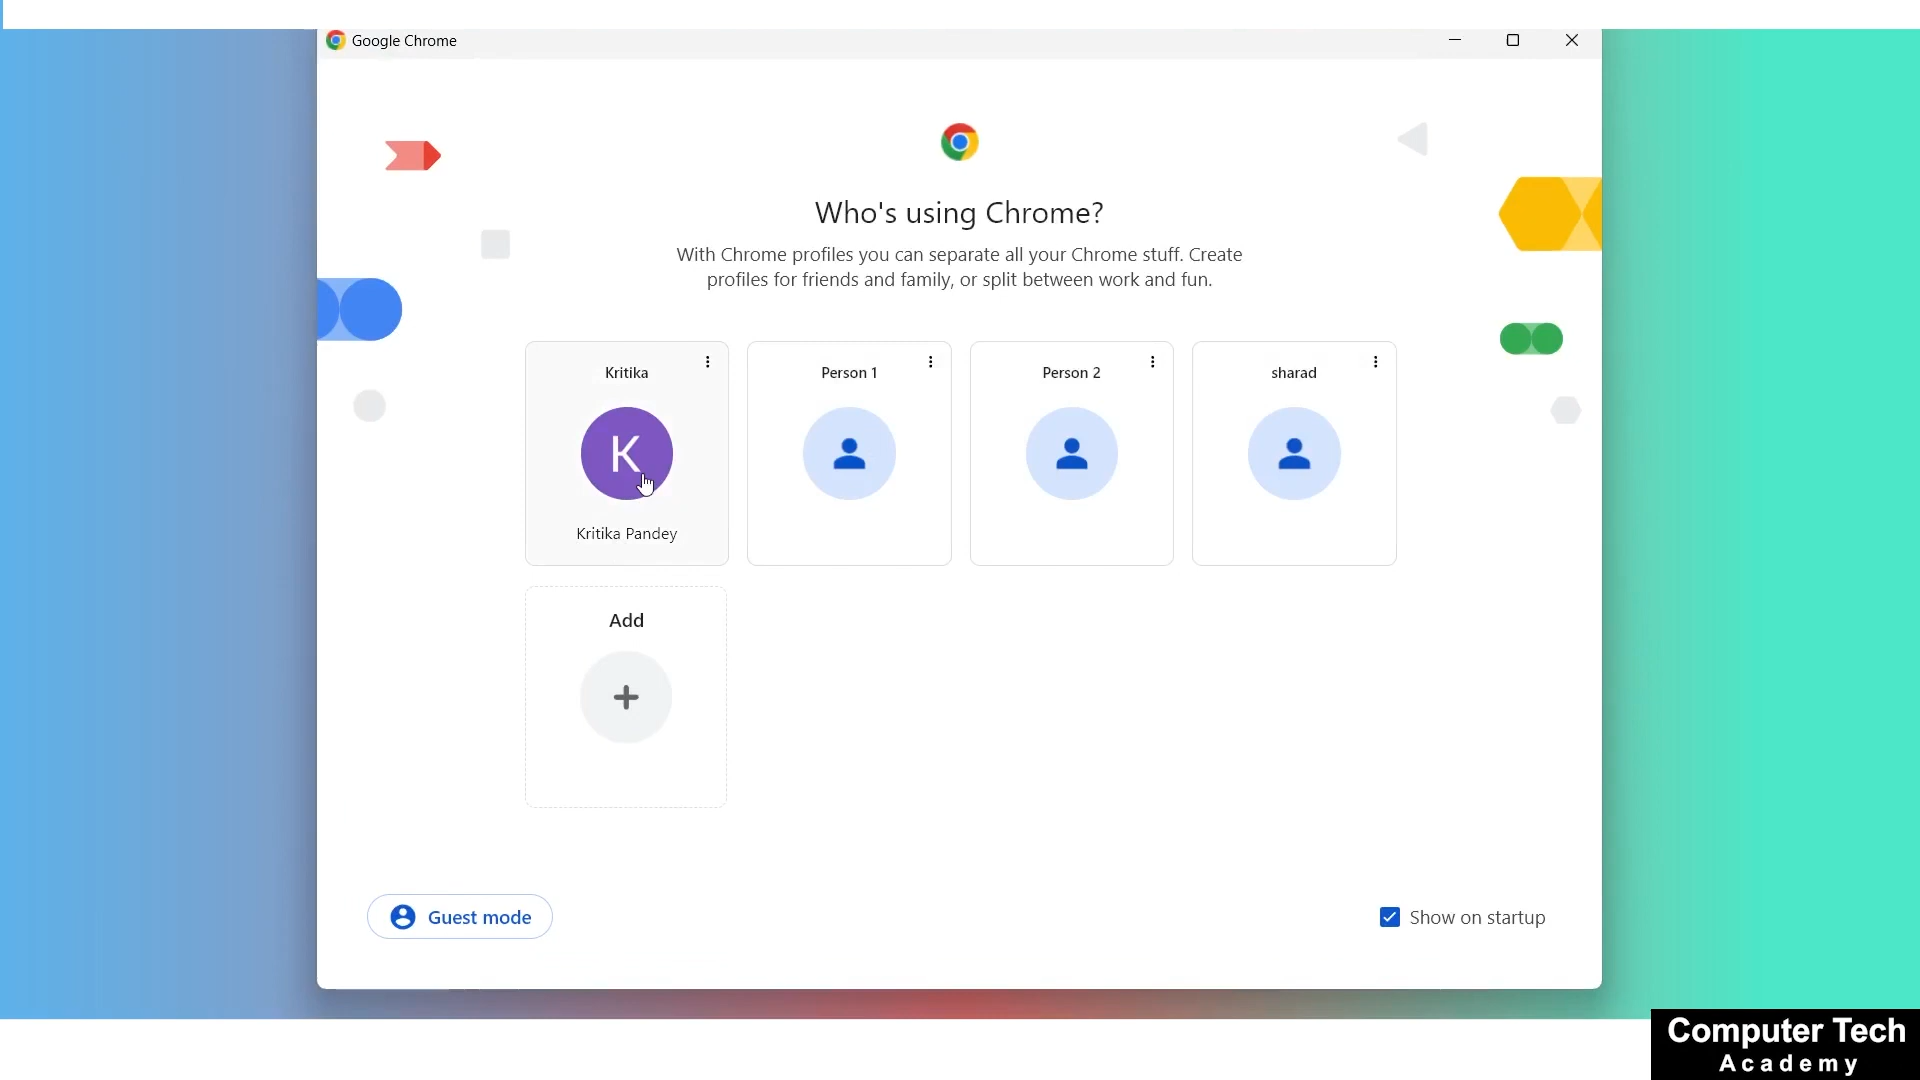 Google Chrome
Who's using Chrome?
With Chrome profiles you can separate all your Chrome stuff. Create
profiles for friends and family, or split between work and fun.
Kritika
Person 1
Person 2
sharad
K
Kritika Pandey
Add
Guest mode
Show on startup
Computer Tech
Academy